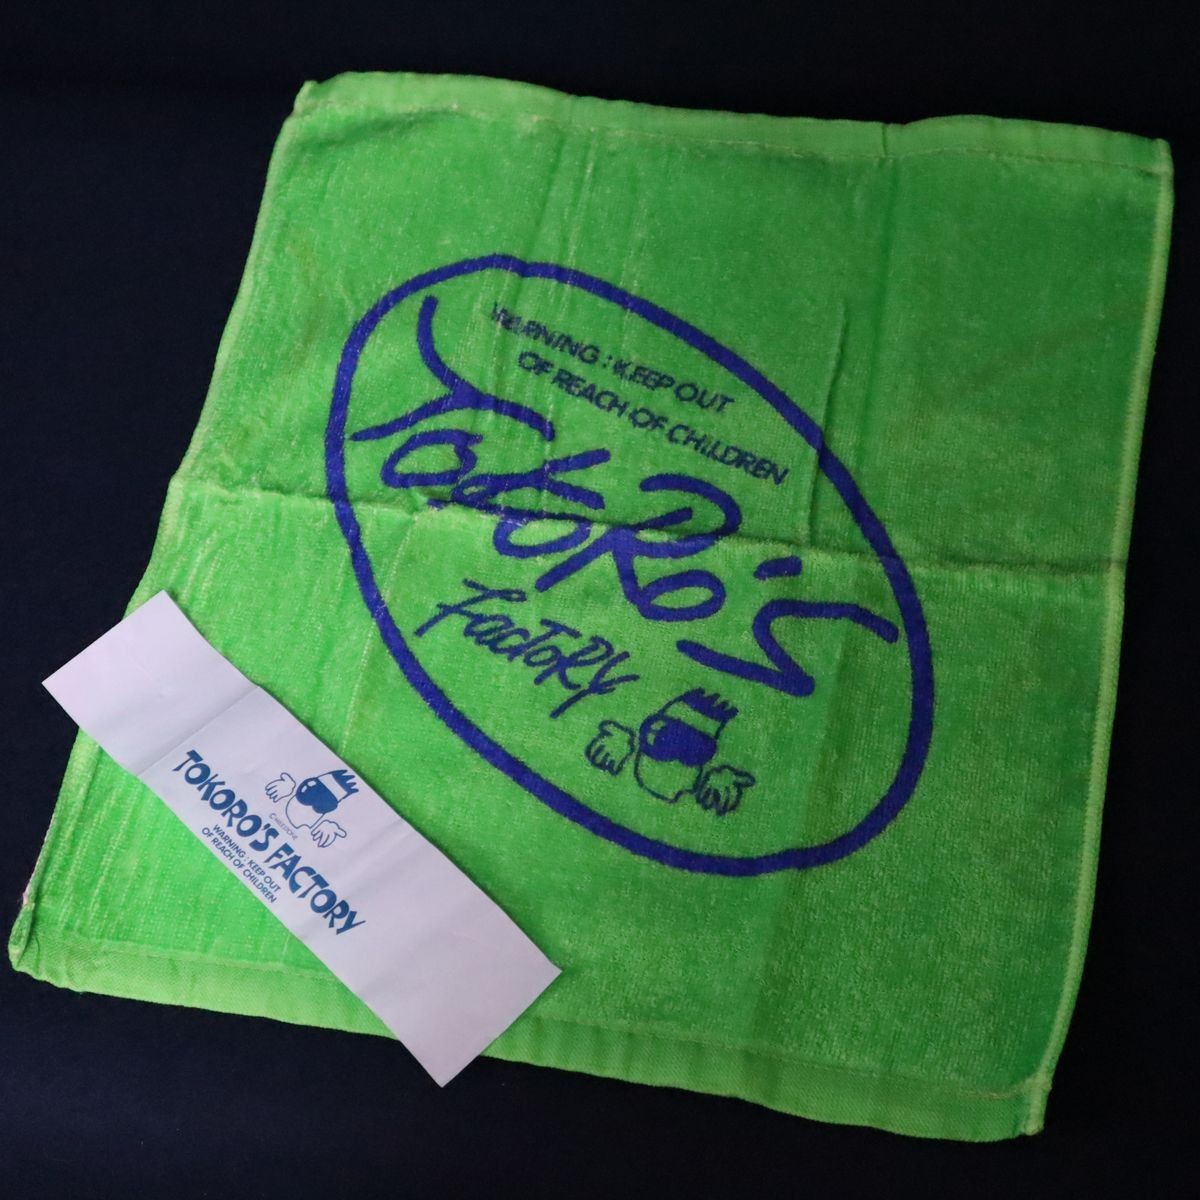 WARNING : KEEP OUT
OF REACH OF CHILDREN
ToKoRo'S
FacToRy
TOKORO'S FACTORY
WARNING : KEEP OUT
OF REACH OF CHILDREN